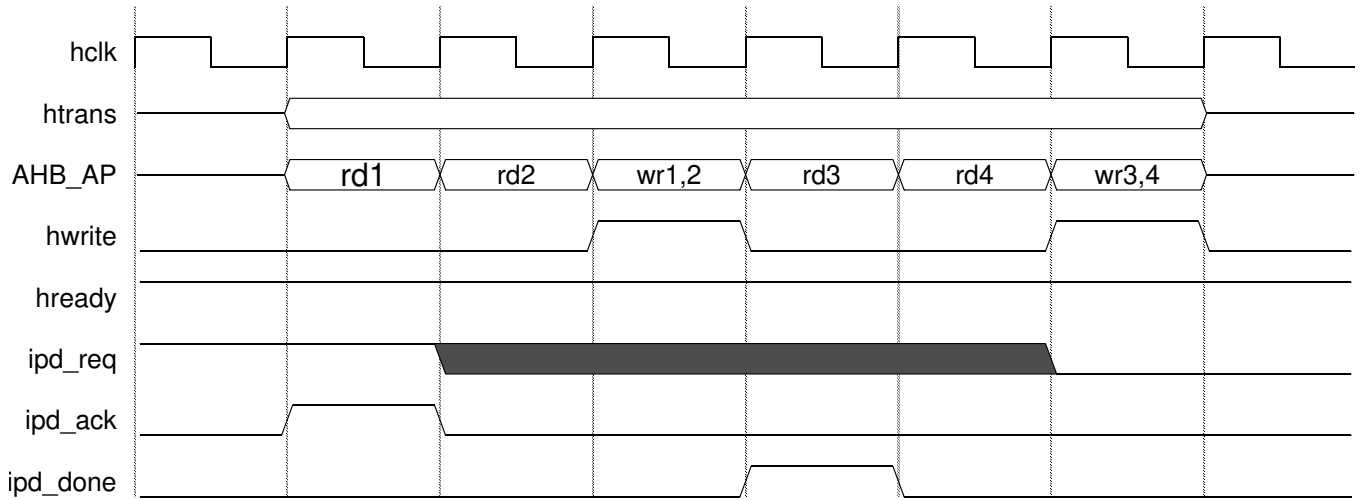 hclk
htrans
AHB_AP rd1 rd2 wr1,2 rd3 rd4 wr3,4
hwrite
hready
ipd_req
ipd_ack
ipd_done